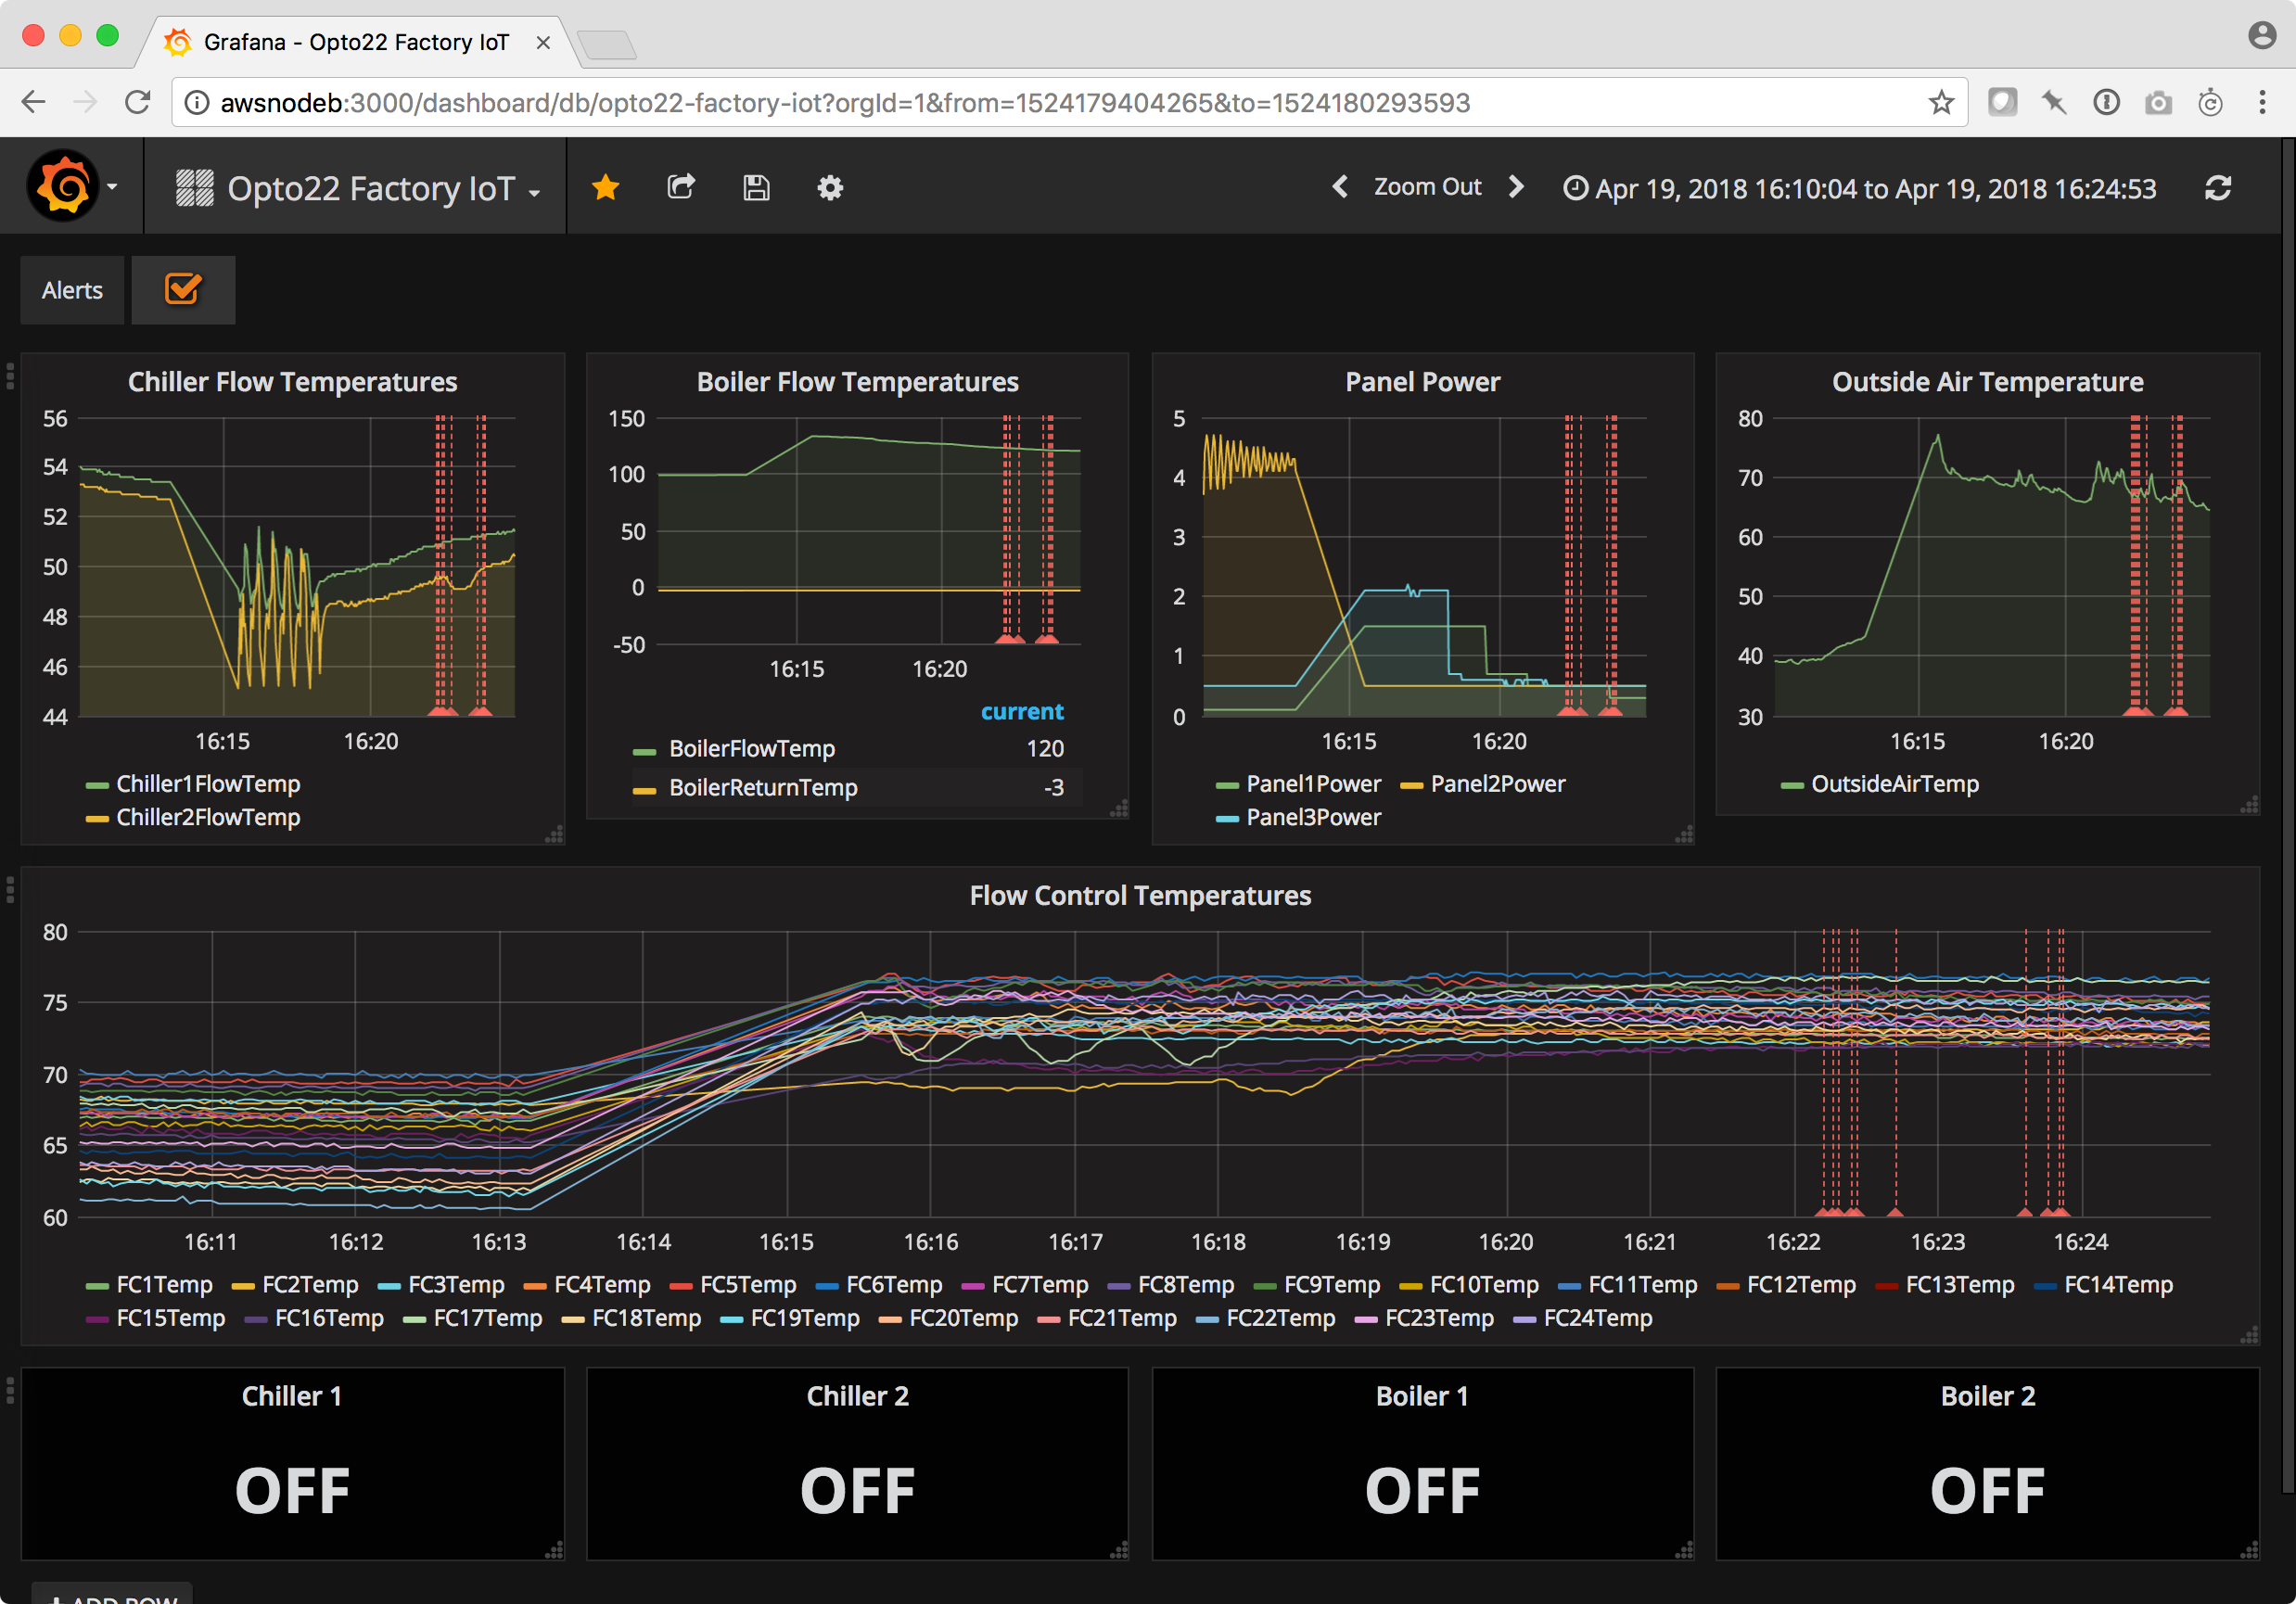 Grafana - Opto22 Factory IoT
awsnodeb:3000/dashboard/db/opto22-factory-iot?orgId=1&from=1524179404265&to=1524180293593
Opto22 Factory IoT
Zoom Out
Apr 19, 2018 16:10:04 to Apr 19, 2018 16:24:53
Alerts
Chiller Flow Temperatures
56
54
52
50
48
46
44
16:15 16:20
Chiller1FlowTemp
Chiller2FlowTemp
Boiler Flow Temperatures
150
100
50
0
-50
16:15 16:20
current
BoilerFlowTemp 120
BoilerReturnTemp -3
Panel Power
5
4
3
2
1
0
16:15 16:20
Panel1Power Panel2Power
Panel3Power
Outside Air Temperature
80
70
60
50
40
30
16:15 16:20
OutsideAirTemp
Flow Control Temperatures
80
75
70
65
60
16:11 16:12 16:13 16:14 16:15 16:16 16:17 16:18 16:19 16:20 16:21 16:22 16:23 16:24
FC1Temp FC2Temp FC3Temp FC4Temp FC5Temp FC6Temp FC7Temp FC8Temp FC9Temp FC10Temp FC11Temp FC12Temp FC13Temp FC14Temp
FC15Temp FC16Temp FC17Temp FC18Temp FC19Temp FC20Temp FC21Temp FC22Temp FC23Temp FC24Temp
Chiller 1
OFF
Chiller 2
OFF
Boiler 1
OFF
Boiler 2
OFF
+ ADD ROW